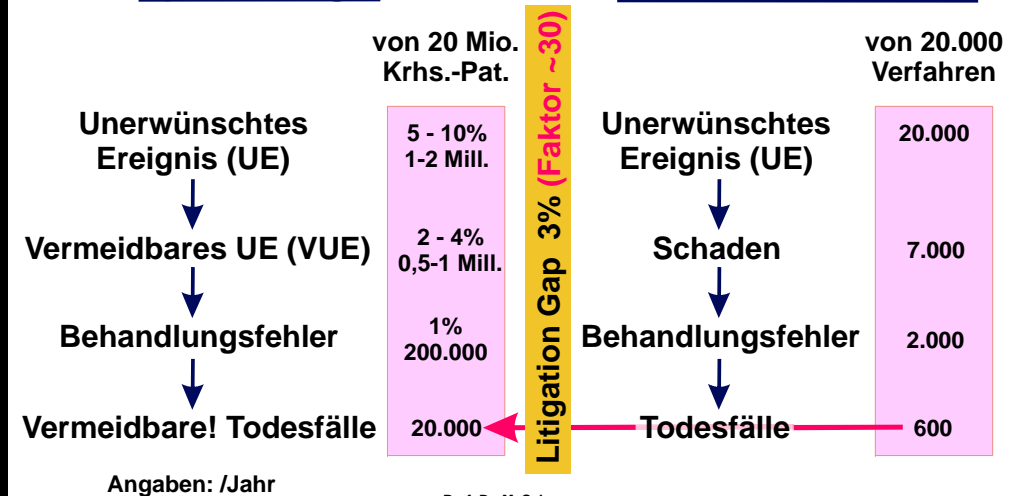 von 20 Mio.
Krhs.-Pat.
Unerwünschtes
Ereignis (UE)
5 - 10%
1-2 Mill.
Vermeidbares UE (VUE)
2 - 4%
0,5-1 Mill.
Behandlungsfehler
1%
200.000
Vermeidbare! Todesfälle
20.000
Angaben: /Jahr
Litigation Gap 3% (Faktor ~30)
von 20.000
Verfahren
Unerwünschtes
Ereignis (UE)
20.000
Schaden
7.000
Behandlungsfehler
2.000
Todesfälle
600